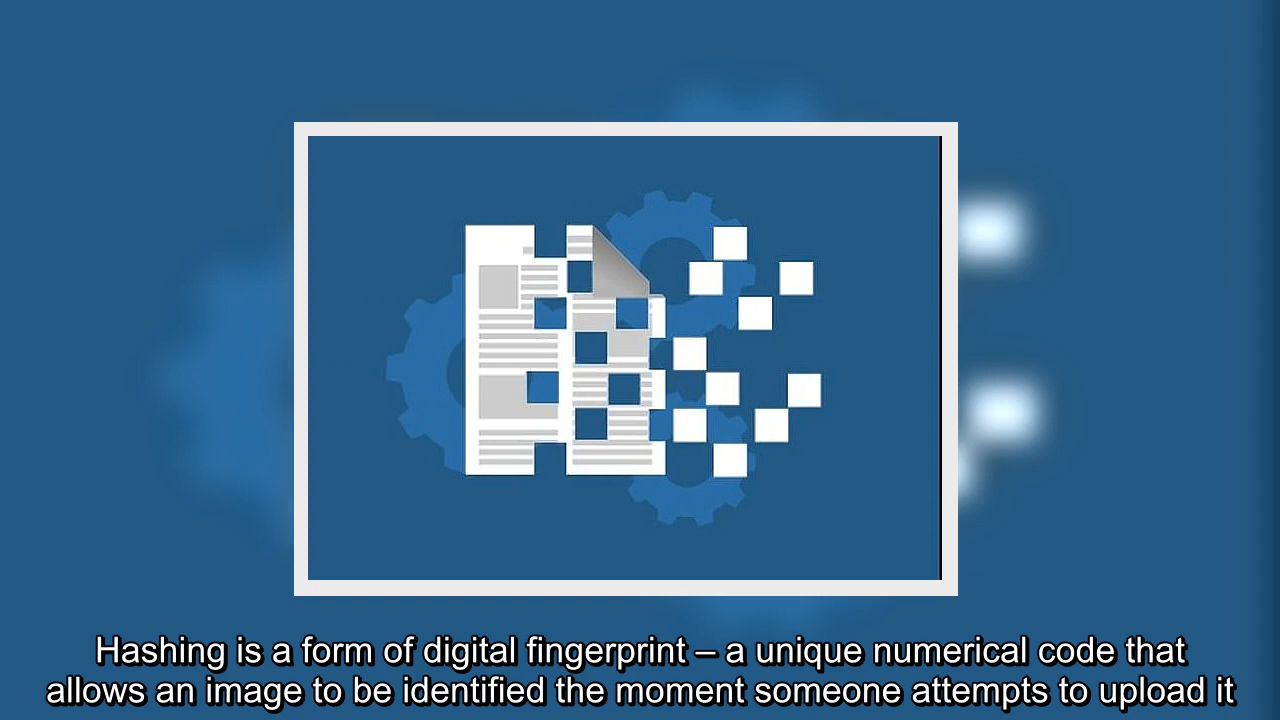 Hashing is a form of digital fingerprint – a unique numerical code that
allows an image to be identified the moment someone attempts to upload it